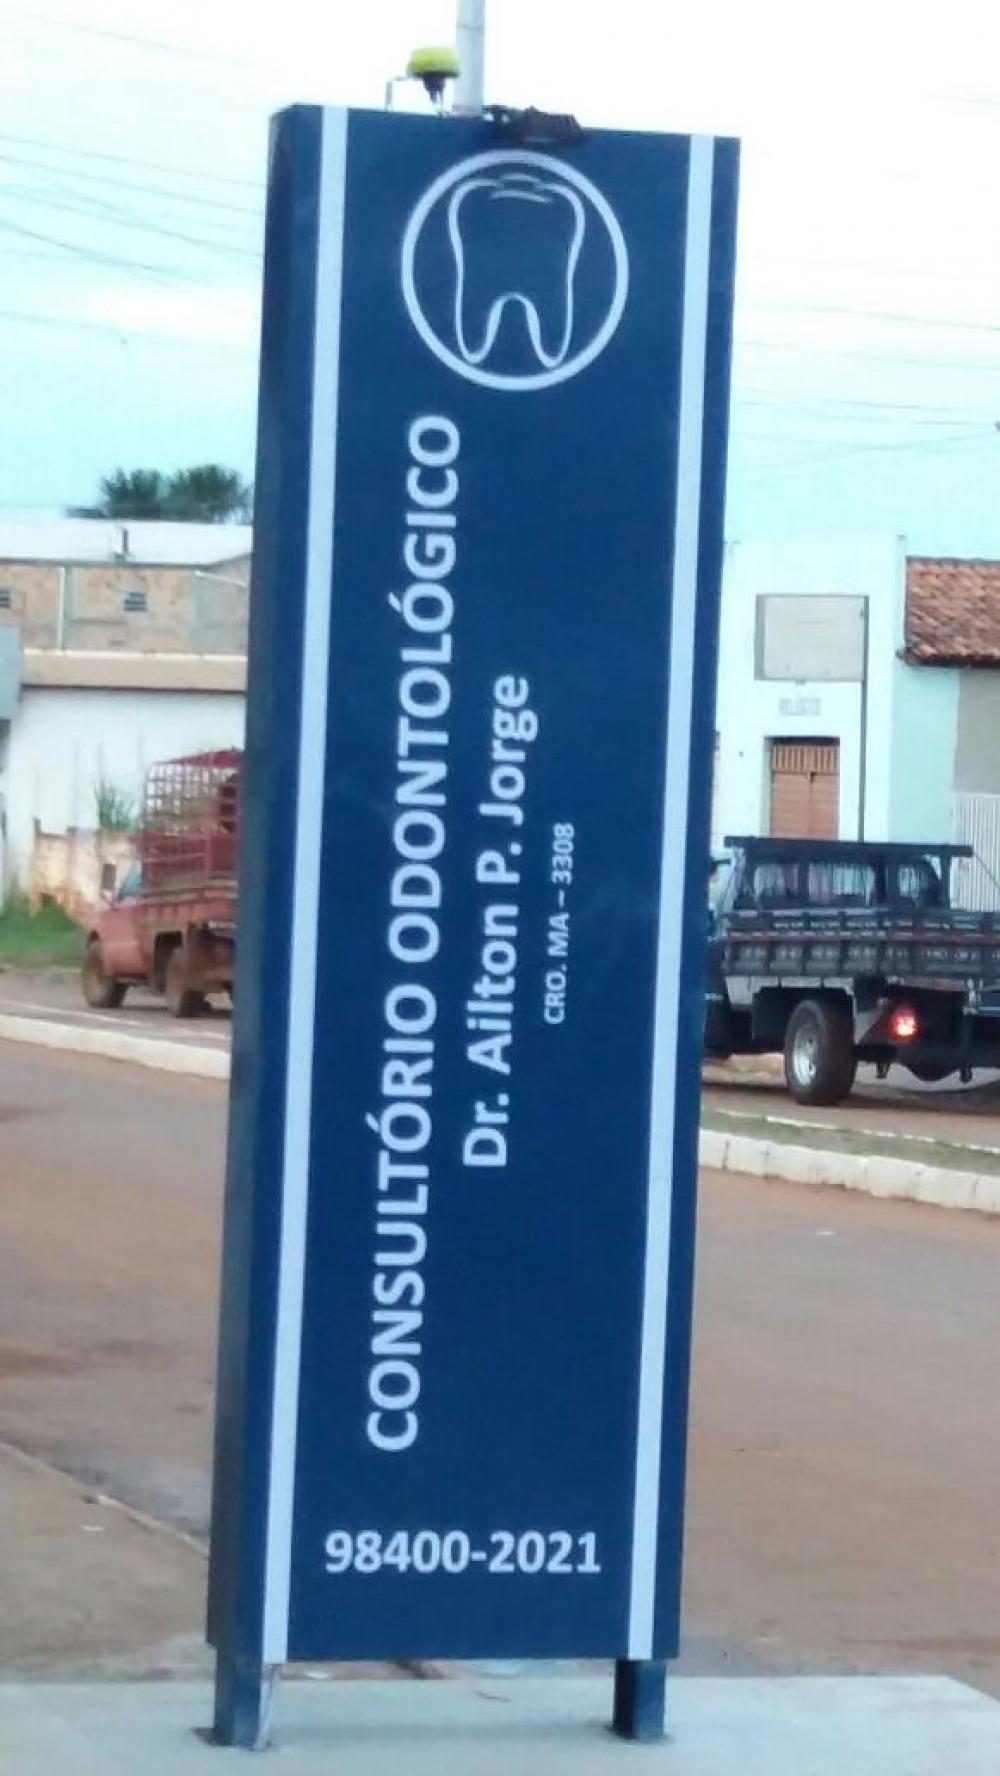 CONSULTÓRIO ODONTOLÓGICO
Dr. Ailton P. Jorge
CRO. MA – 3308
98400-2021